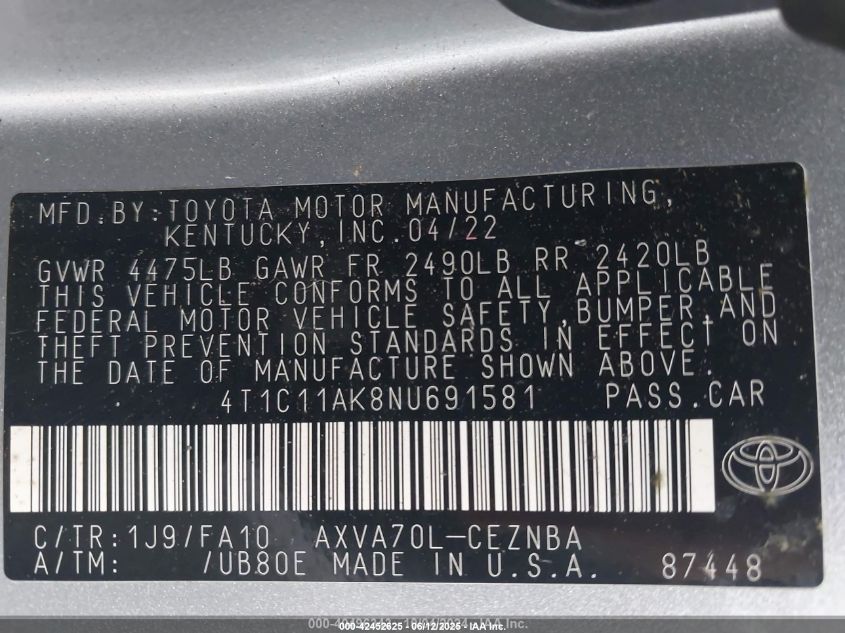 MFD.BY:TOYOTA MOTOR MANUFACTURING,
KENTUCKY,INC.04/22
GVWR 4475LB GAWR FR 2490LB RR 2420LB
THIS VEHICLE CONFORMS TO ALL APPLICABLE
FEDERAL MOTOR VEHICLE SAFETY,BUMPER,AND
THEFT PREVENTION STANDARDS IN EFFECT ON
THE DATE OF MANUFACTURE SHOWN ABOVE.
4T1C11AK8NU691581 PASS.CAR
C/TR:1J9/FA10 AXVA70L-CEZNBA
A/TM: /UB80E MADE IN U.S.A. 87448
00-42452625 - 06/12/2025 - IAA Inc.